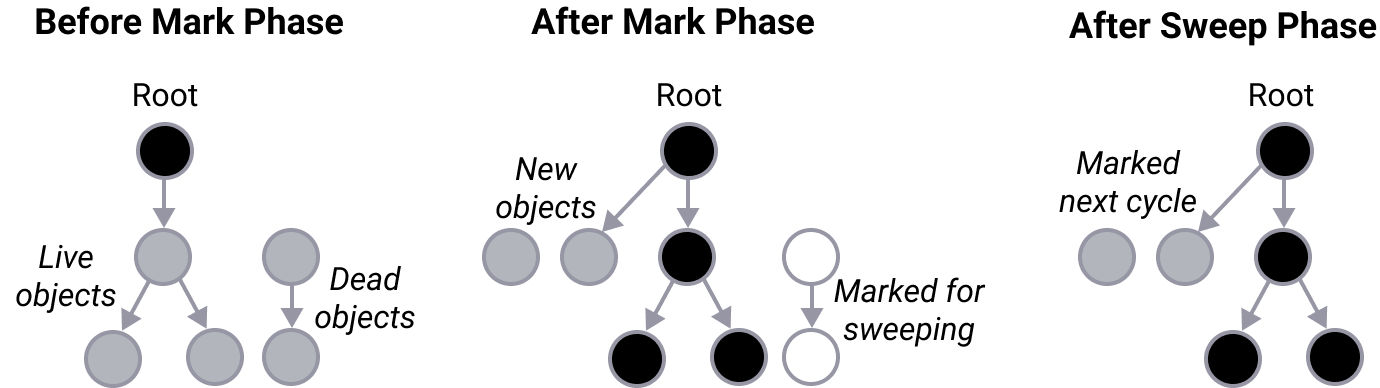 Before Mark Phase
Root
Live
objects
Dead
objects
After Mark Phase
Root
New
objects
Marked for
sweeping
After Sweep Phase
Root
Marked
next cycle